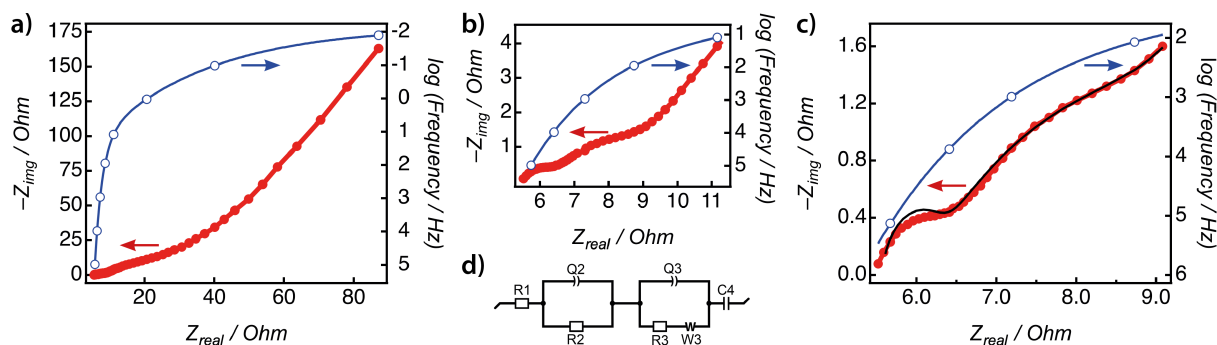 a)
175
150
125
100
75
50
25
0
−Z_img / Ohm
20
40
60
80
Z_real / Ohm
-2
-1
0
1
2
3
4
5
log (Frequency / Hz)
b)
4
3
2
1
−Z_img / Ohm
6
7
8
9
10
11
Z_real / Ohm
1
2
3
4
5
log (Frequency / Hz)
c)
1.6
1.2
0.8
0.4
0.0
−Z_img / Ohm
6.0
7.0
8.0
9.0
Z_real / Ohm
2
3
4
5
6
log (Frequency / Hz)
d)
R1
Q2
R2
Q3
R3
W3
C4